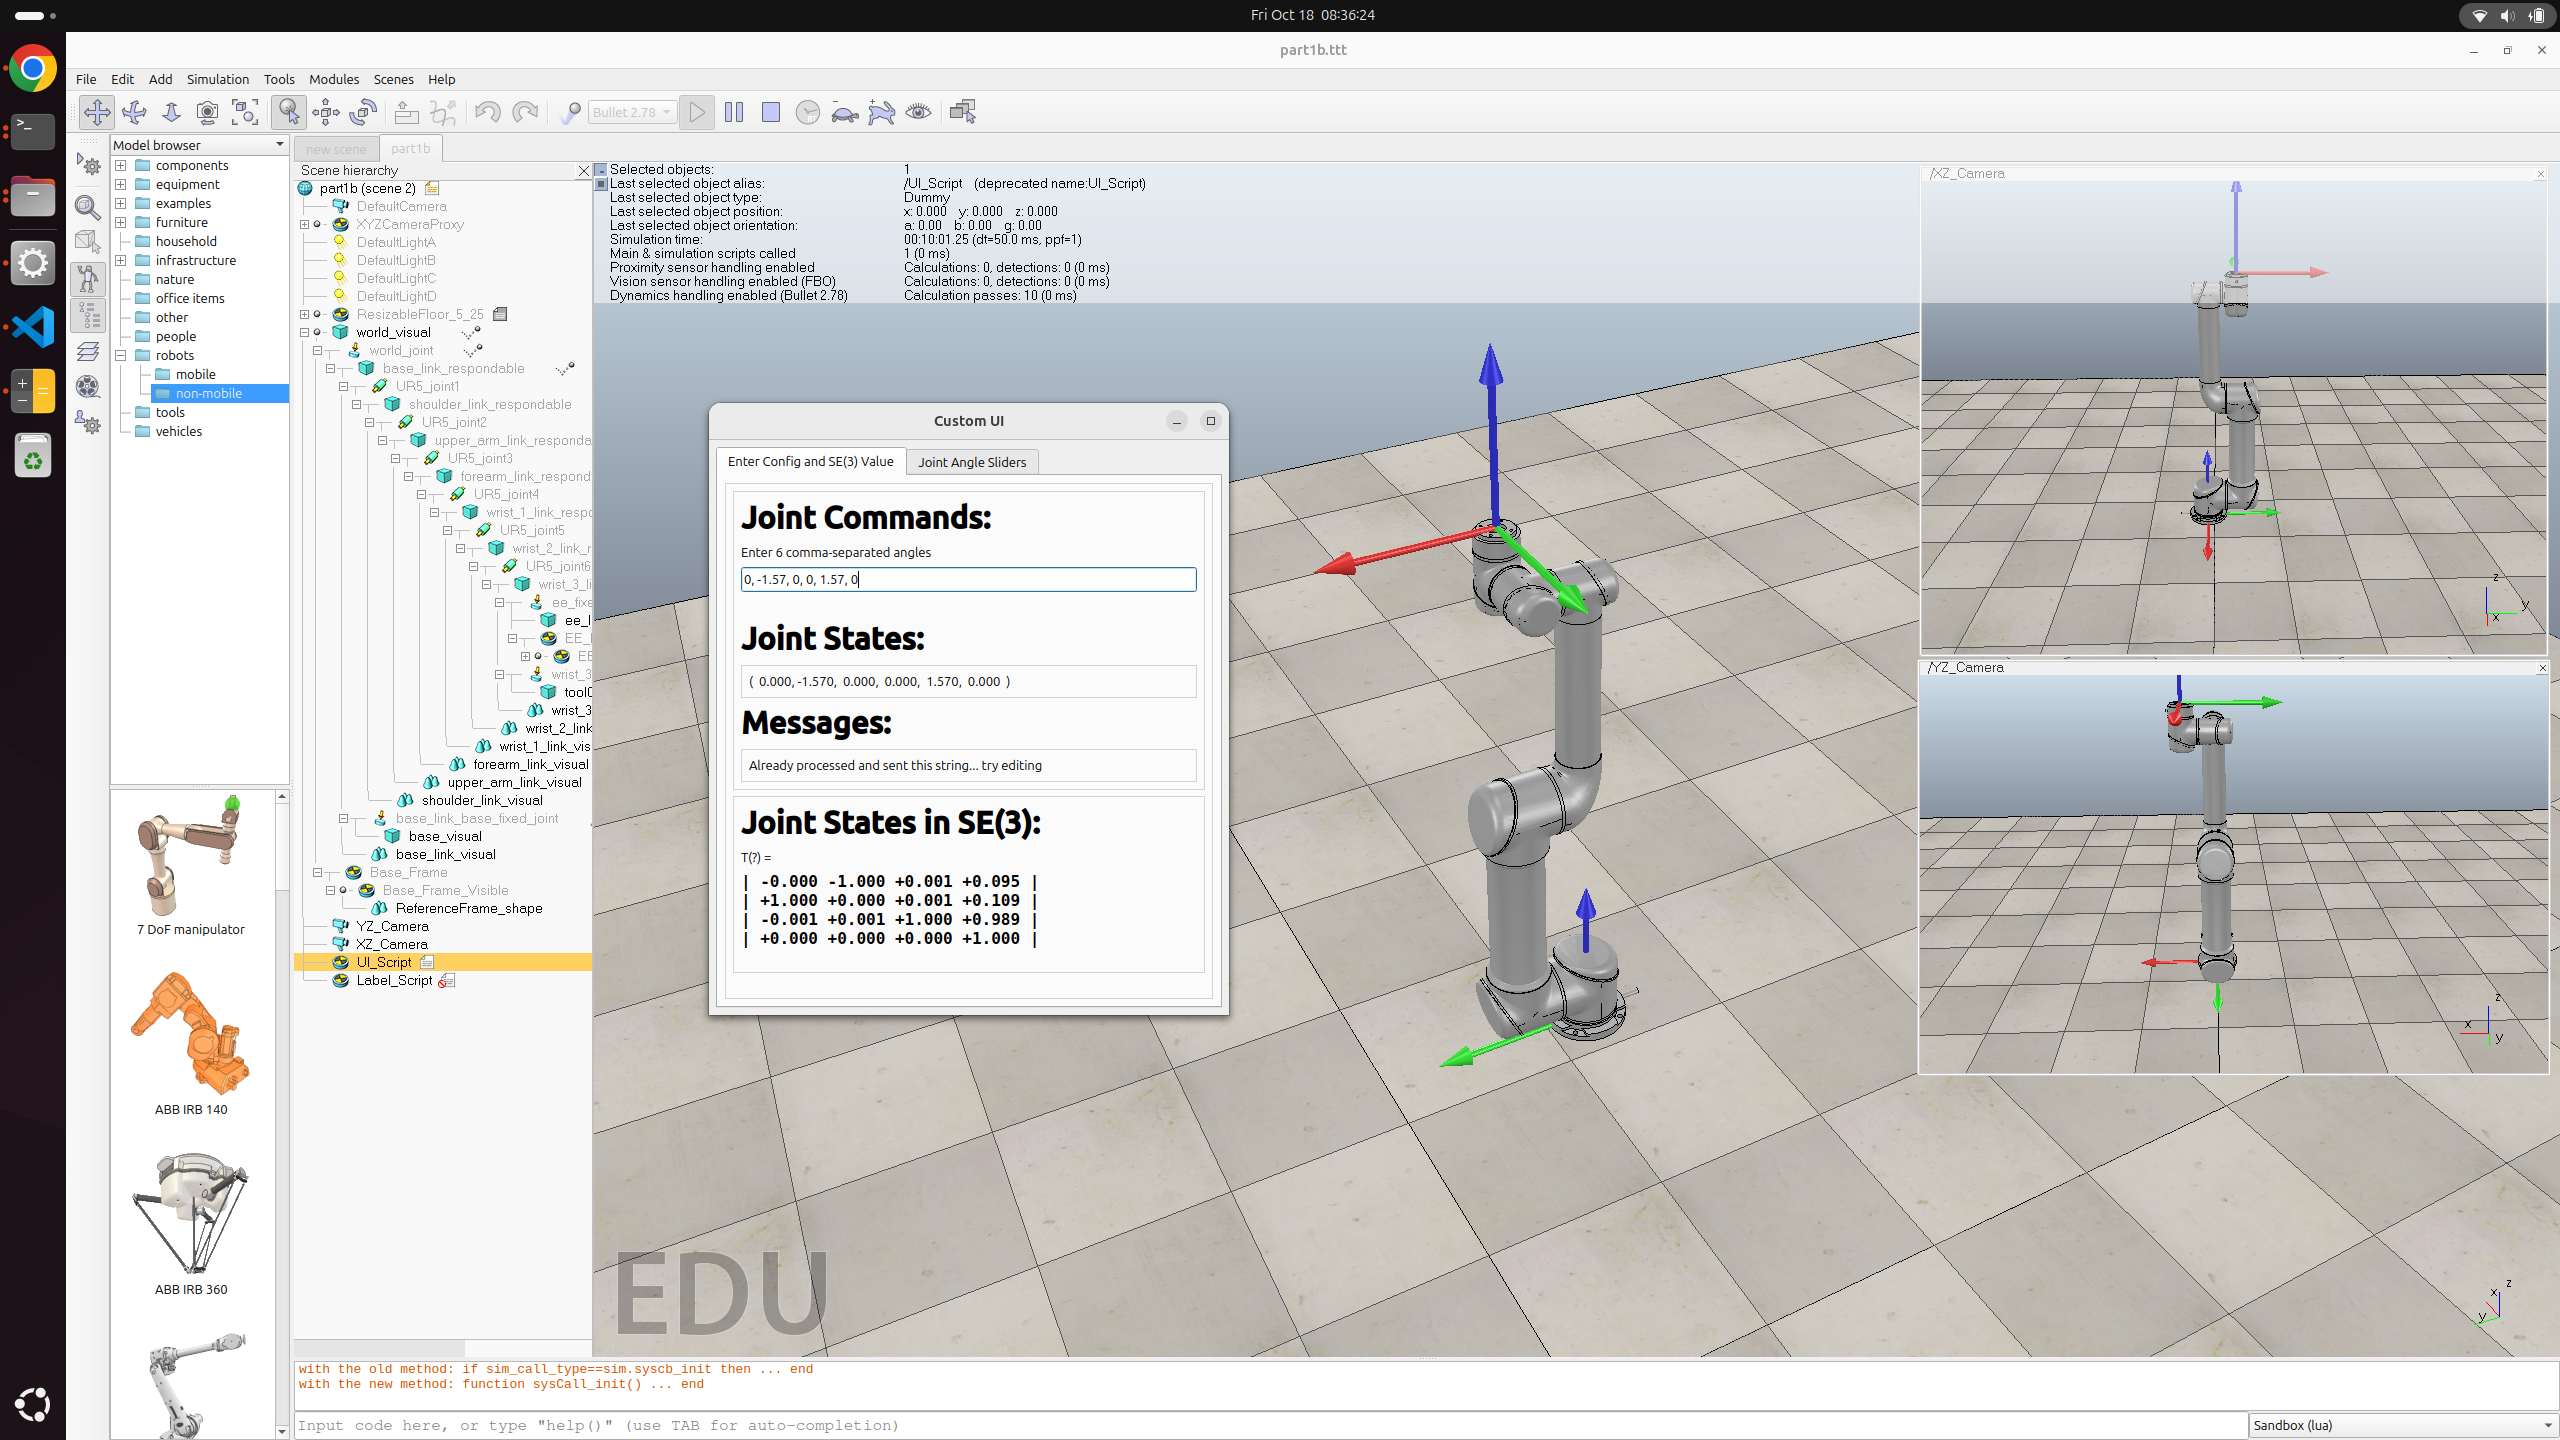 Fri Oct 18  08:36:24
part1b.ttt
File Edit Add Simulation Tools Modules Scenes Help
Bullet 2.78
Model browser
components
equipment
examples
furniture
household
infrastructure
nature
office items
other
people
robots
mobile
non-mobile
tools
vehicles
7 DoF manipulator
ABB IRB 140
ABB IRB 360
new scene
part1b
Scene hierarchy
part1b (scene 2)
DefaultCamera
XYZCameraProxy
DefaultLightA
DefaultLightB
DefaultLightC
DefaultLightD
ResizableFloor_5_25
world_visual
world_joint
base_link_respondable
UR5_joint1
shoulder_link_respondable
UR5_joint2
upper_arm_link_responda
UR5_joint3
forearm_link_respond
UR5_joint4
wrist_1_link_respo
UR5_joint5
wrist_2_link_r
UR5_joint6
wrist_3_li
ee_fixe
ee_l
EE_
EE
wrist_3
tool0
wrist_3
wrist_2_link
wrist_1_link_vis
forearm_link_visual
upper_arm_link_visual
shoulder_link_visual
base_link_base_fixed_joint
base_visual
base_link_visual
Base_Frame
Base_Frame_Visible
ReferenceFrame_shape
YZ_Camera
XZ_Camera
UI_Script
Label_Script
Selected objects: 1
Last selected object alias: /UI_Script (deprecated name:UI_Script)
Last selected object type: Dummy
Last selected object position: x: 0.000 y: 0.000 z: 0.000
Last selected object orientation: a: 0.00 b: 0.00 g: 0.00
Simulation time: 00:10:01.25 (dt=50.0 ms, ppf=1)
Main & simulation scripts called 1 (0 ms)
Proximity sensor handling enabled Calculations: 0, detections: 0 (0 ms)
Vision sensor handling enabled (FBO) Calculations: 0, detections: 0 (0 ms)
Dynamics handling enabled (Bullet 2.78) Calculation passes: 10 (0 ms)
Custom UI
Enter Config and SE(3) Value
Joint Angle Sliders
Joint Commands:
Enter 6 comma-separated angles
0, -1.57, 0, 0, 1.57, 0
Joint States:
( 0.000, -1.570, 0.000, 0.000, 1.570, 0.000 )
Messages:
Already processed and sent this string... try editing
Joint States in SE(3):
T(?) =
| -0.000 -1.000 +0.001 +0.095 |
| +1.000 +0.000 +0.001 +0.109 |
| -0.001 +0.001 +1.000 +0.989 |
| +0.000 +0.000 +0.000 +1.000 |
/XZ_Camera
z
y
x
/YZ_Camera
z
x
y
z
x
y
EDU
with the old method: if sim_call_type==sim.syscb_init then ... end
with the new method: function sysCall_init() ... end
Input code here, or type "help()" (use TAB for auto-completion)
Sandbox (lua)